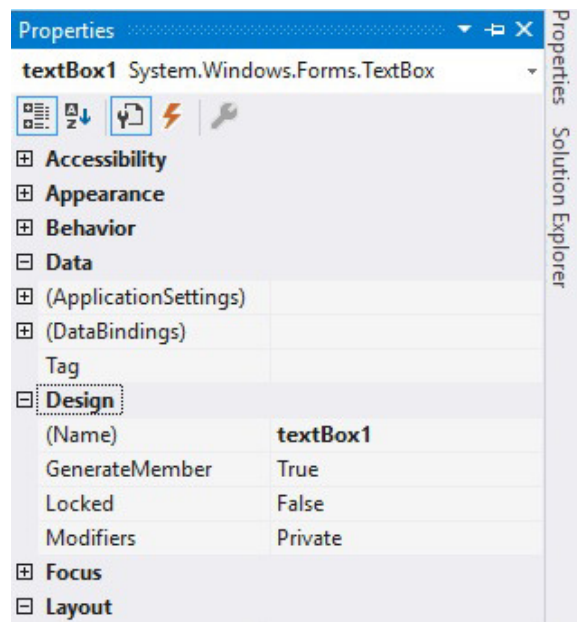 Properties
textBox1 System.Windows.Forms.TextBox
Accessibility
Appearance
Behavior
Data
(ApplicationSettings)
(DataBindings)
Tag
Design
(Name) textBox1
GenerateMember True
Locked False
Modifiers Private
Focus
Layout
Properties
Solution Explorer